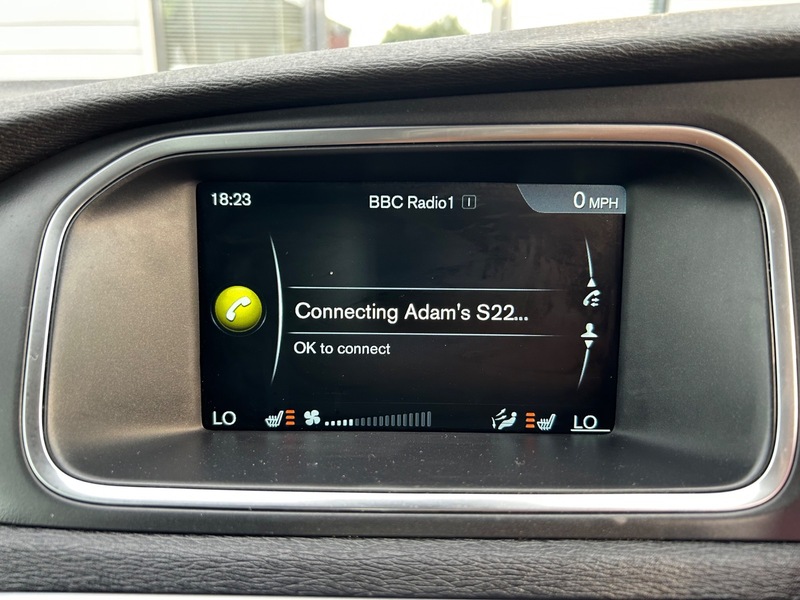 18:23
BBC Radio1 I
0 MPH
Connecting Adam's S22...
OK to connect
LO
LO